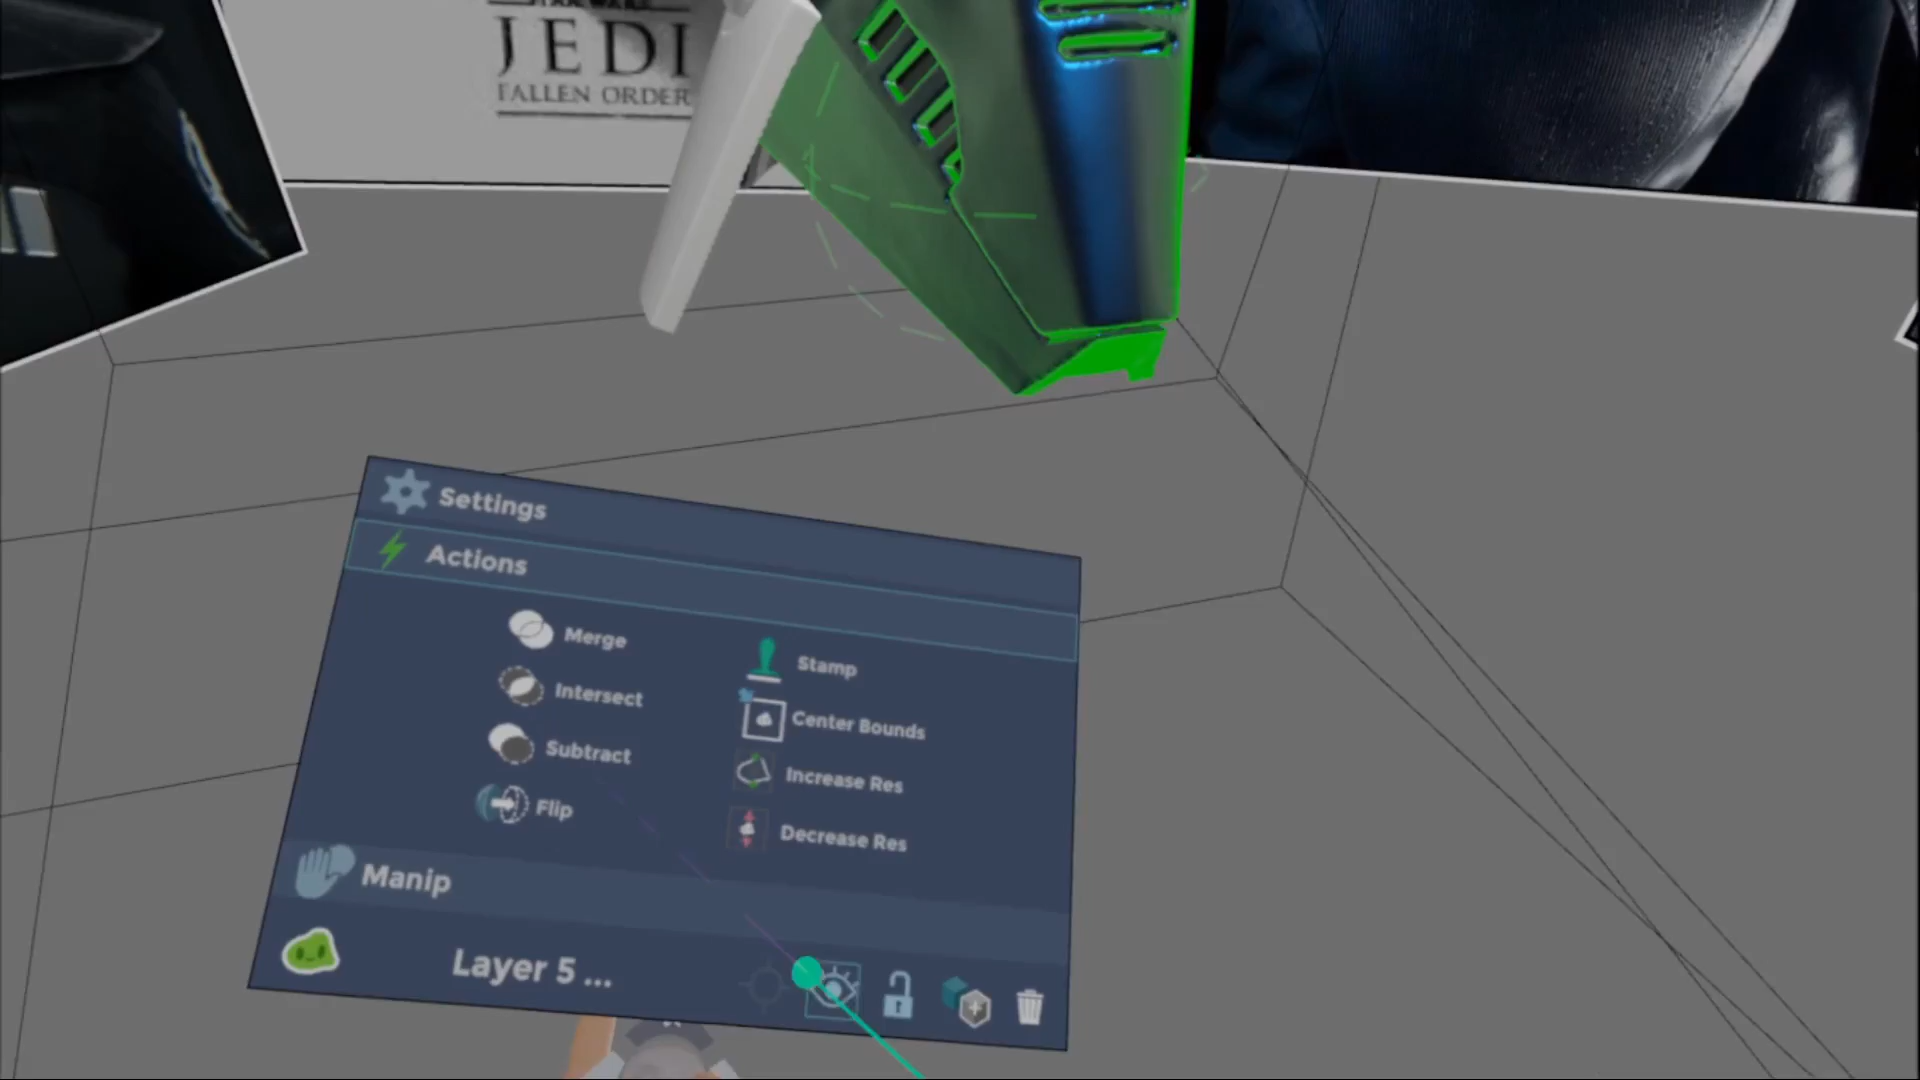 JEDI
FALLEN ORDER
Settings
Actions
Merge
Stamp
Intersect
Center Bounds
Subtract
Increase Res
Flip
Decrease Res
Manip
Layer 5 ...